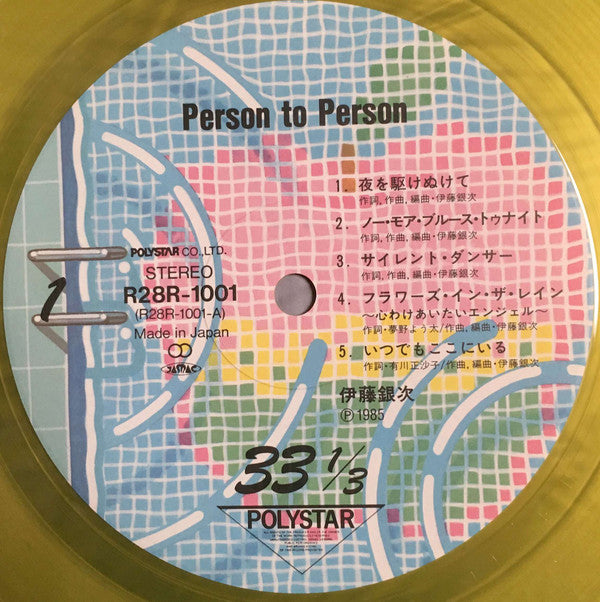 Person to Person
1. 夜を駆けぬけて
作詞,作曲,編曲・伊藤銀次
2. ノー・モア・ブルース・トゥナイト
作詞,作曲,編曲・伊藤銀次
3. サイレント・ダンサー
作詞,作曲,編曲・伊藤銀次
4. フラワーズ・イン・ザ・レイン
〜心わけあいたいエンジェル〜
作詞・夢野よう太/作曲,編曲・伊藤銀次
5. いつでもここにいる
作詞・有川正沙子/作曲,編曲・伊藤銀次
伊藤銀次
Ⓟ1985
1
POLYSTAR CO.,LTD.
STEREO
R28R-1001
(R28R-1001-A)
Made in Japan
JASRAC
33 1/3
POLYSTAR